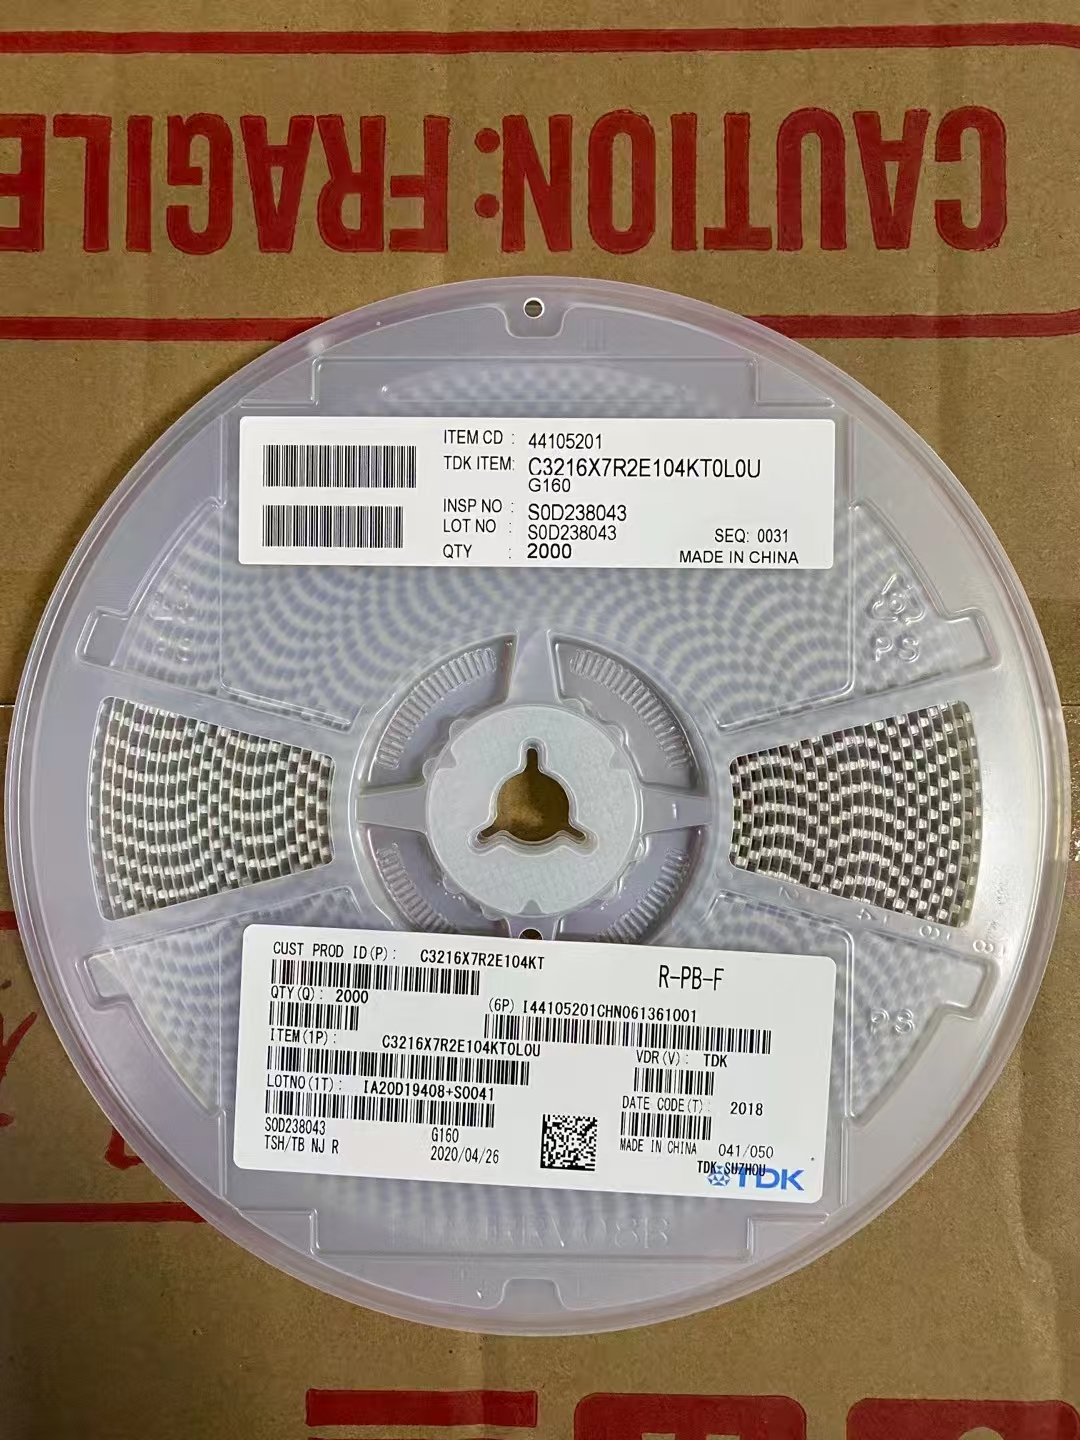 CAUTION: FRAGILE
ITEM CD : 44105201
TDK ITEM: C3216X7R2E104KT0L0U
G160
INSP NO : S0D238043
LOT NO : S0D238043
SEQ: 0031
QTY : 2000
MADE IN CHINA
PS
PS
CUST PROD ID(P): C3216X7R2E104KT
R-PB-F
QTY(Q): 2000
(6P) I44105201CHN061361001
ITEM(1P): C3216X7R2E104KT0L0U
VDR(V): TDK
LOTNO(1T): IA20D19408+S0041
DATE CODE(T): 2018
S0D238043
G160
MADE IN CHINA 041/050
TSH/TB NJ R
2020/04/26
TDK-SUZHOU
TDK